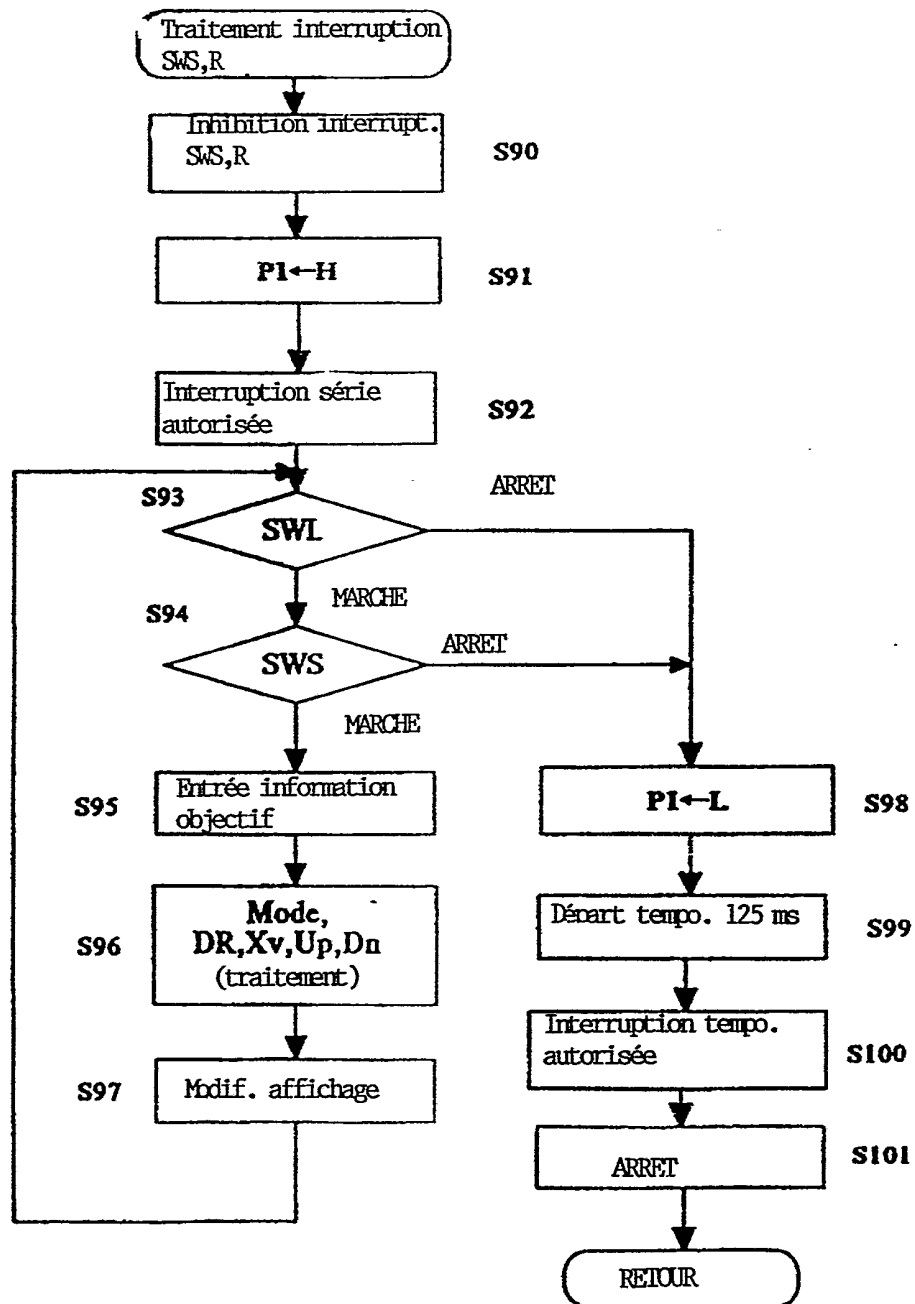 Traitement interruption
SWS,R
Inhibition interrupt.
SWS,R
S90
P1←H
S91
Interruption série
autorisée
S92
S93
ARRET
SWL
MARCHE
S94
ARRET
SWS
MARCHE
S95
Entrée information
objectif
P1←L
S98
S96
Mode,
DR,Xv,Up,Dn
(traitement)
Départ tempo. 125 ms
S99
Interruption tempo.
autorisée
S100
S97
Modif. affichage
ARRET
S101
RETOUR